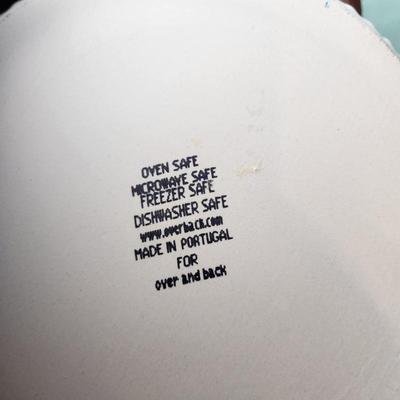 OVEN SAFE
MICROWAVE SAFE
FREEZER SAFE
DISHWASHER SAFE
www.overback.com
MADE IN PORTUGAL
FOR
over and back